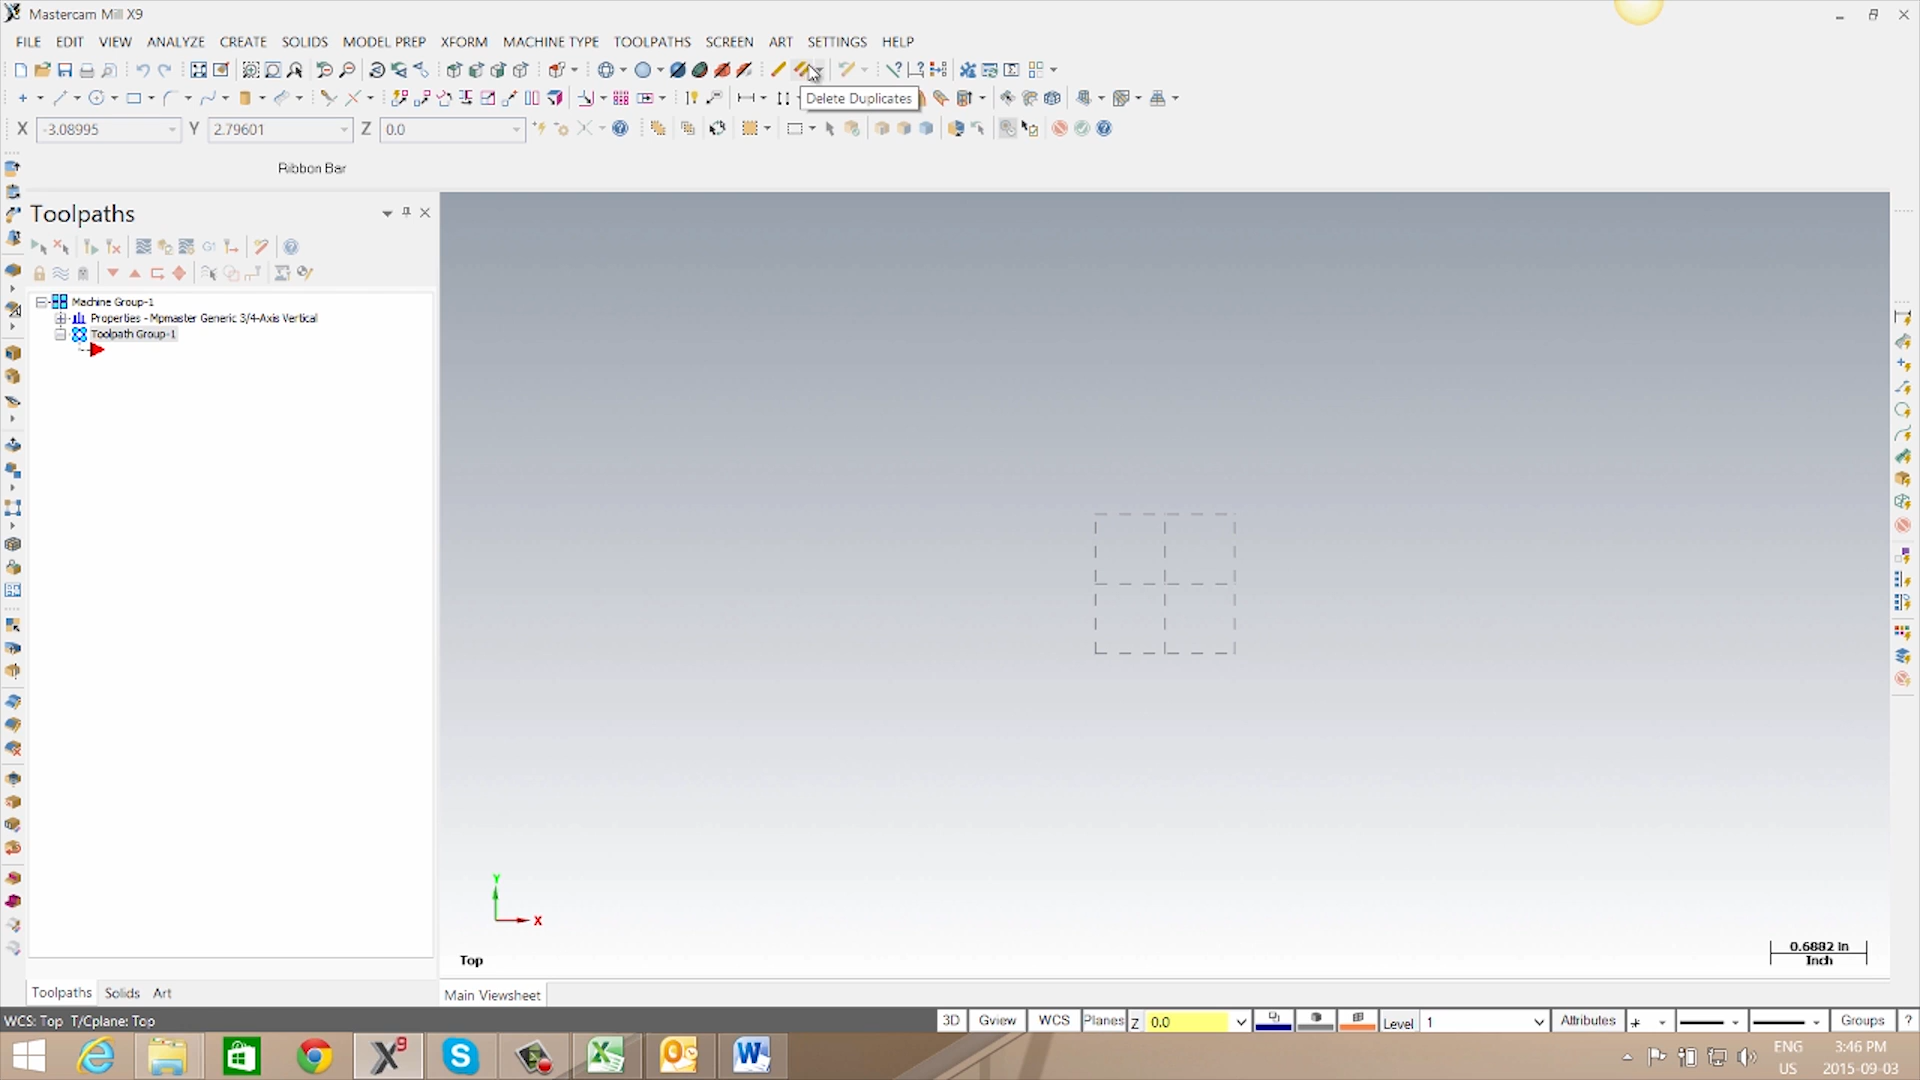 Mastercam Mill X9
FILE EDIT VIEW ANALYZE CREATE SOLIDS MODEL PREP XFORM MACHINE TYPE TOOLPATHS SCREEN ART SETTINGS HELP
Delete Duplicates
X -3.08995 Y 2.79601 Z 0.0
Ribbon Bar
Toolpaths
G1
Machine Group-1
Properties - Mpmaster Generic 3/4-Axis Vertical
Toolpath Group-1
Y
X
Top
0.6882 in
Inch
Toolpaths Solids Art
Main Viewsheet
WCS: Top T/Cplane: Top
3D Gview WCS Planes Z 0.0 Level 1 Attributes Groups ?
ENG
US
3:46 PM
2015-09-03